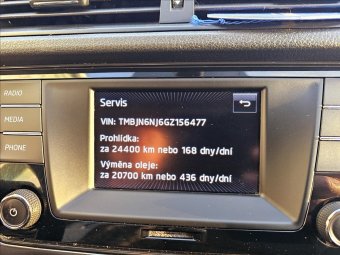 Servis
RADIO
VIN: TMBJN6NJ6GZ156477
MEDIA
Prohlídka:
za 24400 km nebo 168 dny/dní
PHONE
Výměna oleje:
za 20700 km nebo 436 dny/dní